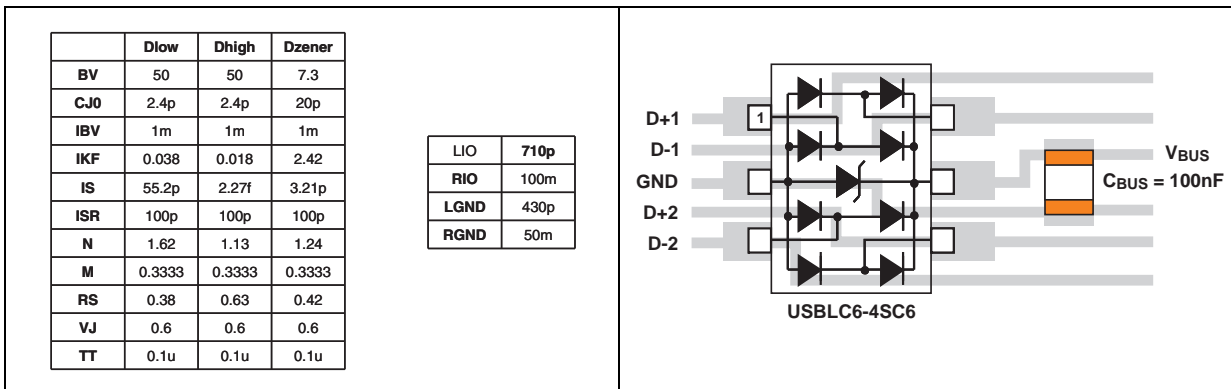 Dlow Dhigh Dzener
BV 50 50 7.3
CJ0 2.4p 2.4p 20p
IBV 1m 1m 1m
IKF 0.038 0.018 2.42
IS 55.2p 2.27f 3.21p
ISR 100p 100p 100p
N 1.62 1.13 1.24
M 0.3333 0.3333 0.3333
RS 0.38 0.63 0.42
VJ 0.6 0.6 0.6
TT 0.1u 0.1u 0.1u
LIO 710p
RIO 100m
LGND 430p
RGND 50m
D+1
1
D-1
GND
D+2
D-2
VBUS
CBUS = 100nF
USBLC6-4SC6